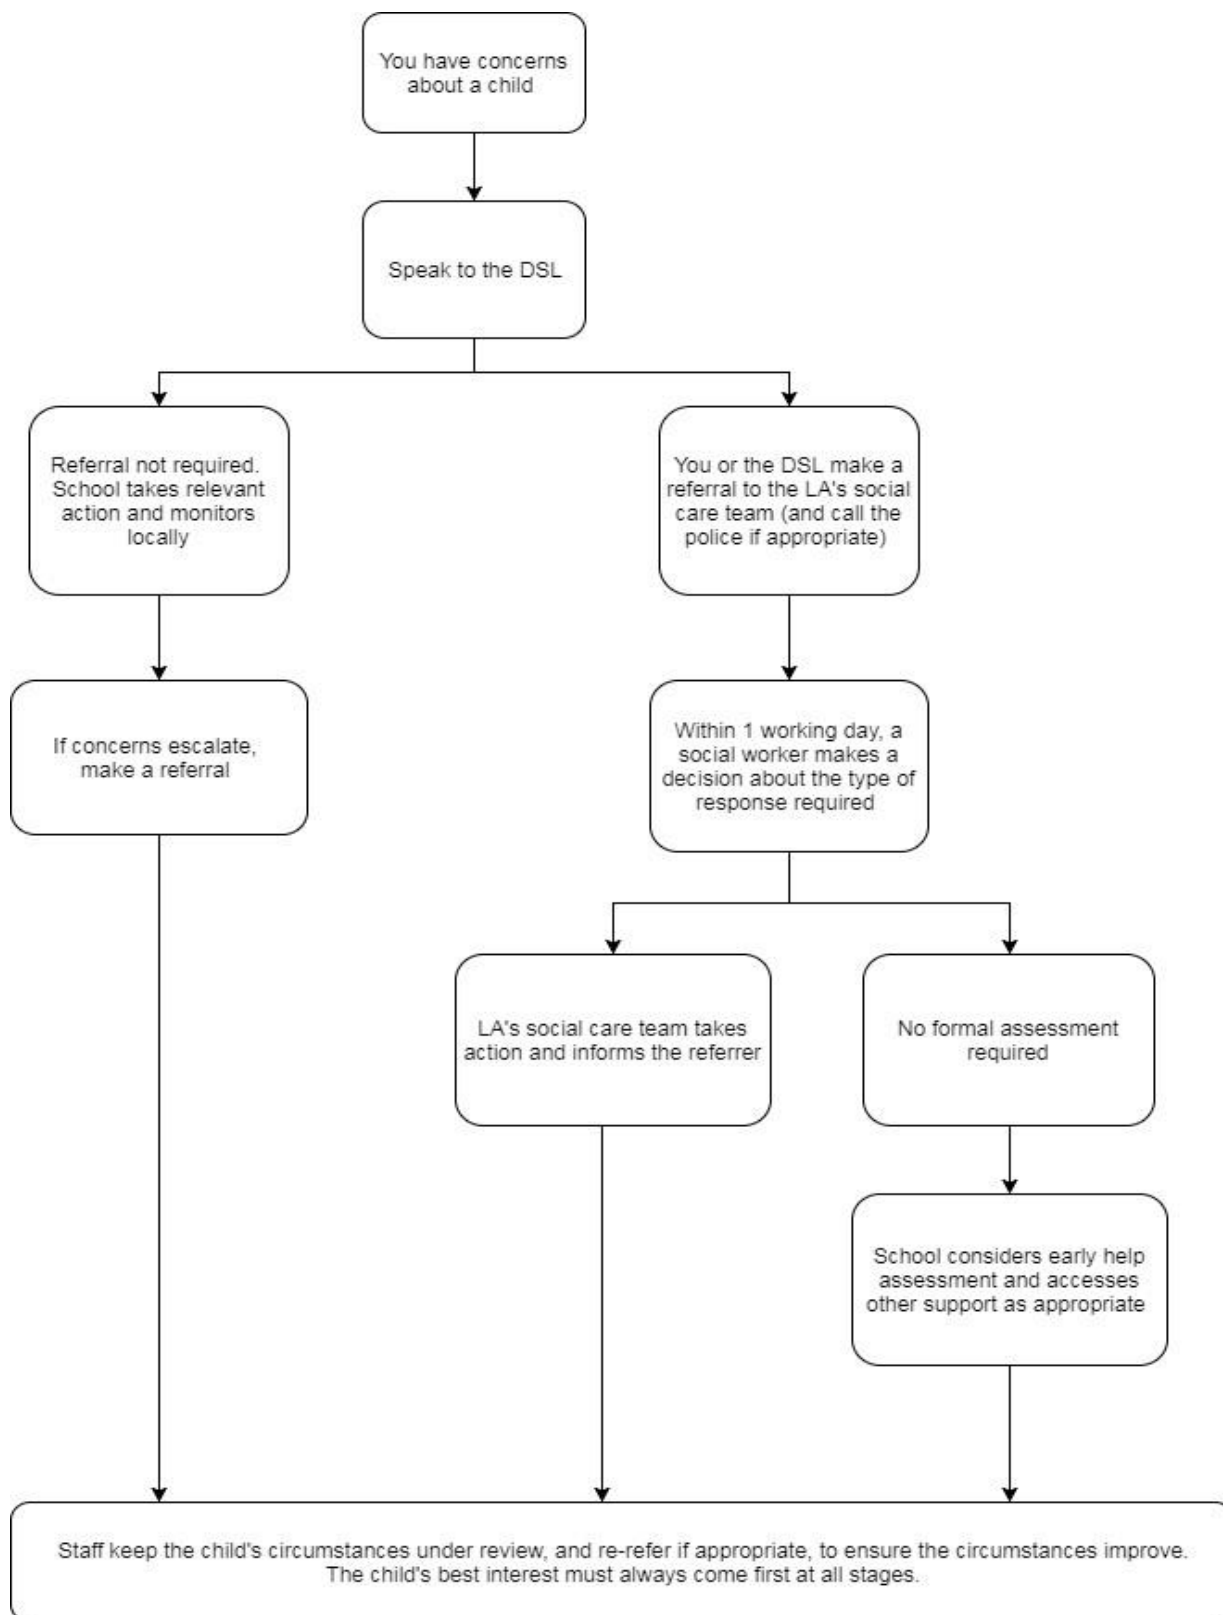 You have concerns
about a child
Speak to the DSL
Referral not required.
School takes relevant
action and monitors
locally
You or the DSL make a
referral to the LA's social
care team (and call the
police if appropriate)
If concerns escalate,
make a referral
Within 1 working day, a
social worker makes a
decision about the type of
response required
LA's social care team takes
action and informs the referrer
No formal assessment
required
School considers early help
assessment and accesses
other support as appropriate
Staff keep the child's circumstances under review, and re-refer if appropriate, to ensure the circumstances improve.
The child's best interest must always come first at all stages.